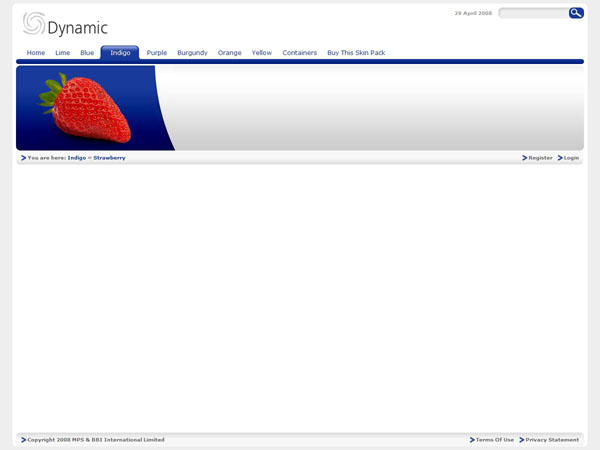 29 April 2008
Dynamic
Home Lime Blue Indigo Purple Burgundy Orange Yellow Containers Buy This Skin Pack
You are here: Indigo » Strawberry Register Login
Copyright 2008 MPS & BBI International Limited Terms Of Use Privacy Statement